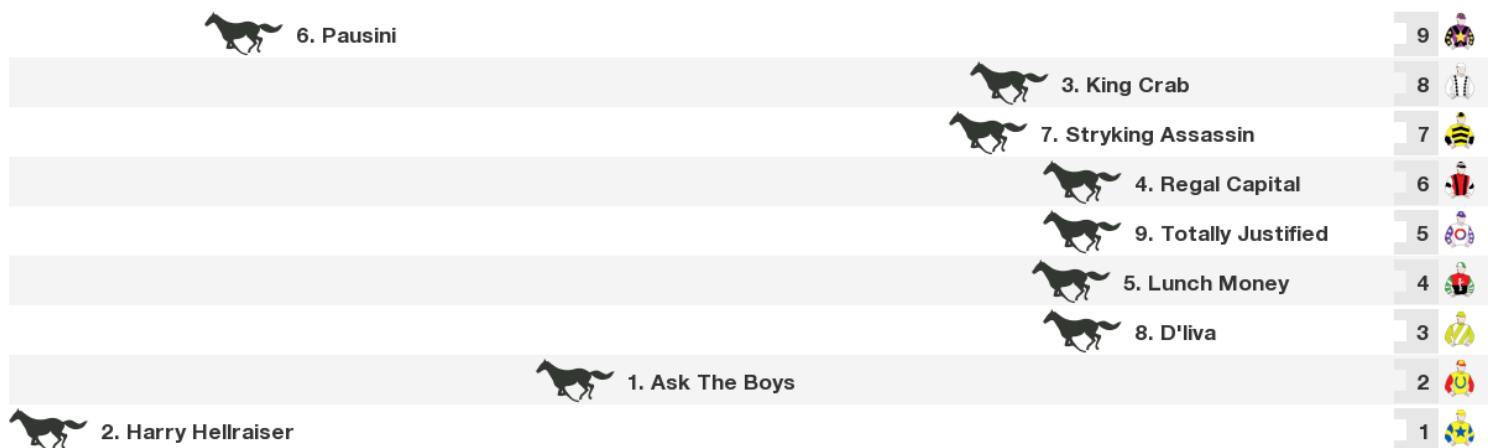 6. Pausini 9
3. King Crab 8
7. Stryking Assassin 7
4. Regal Capital 6
9. Totally Justified 5
5. Lunch Money 4
8. D'liva 3
1. Ask The Boys 2
2. Harry Hellraiser 1